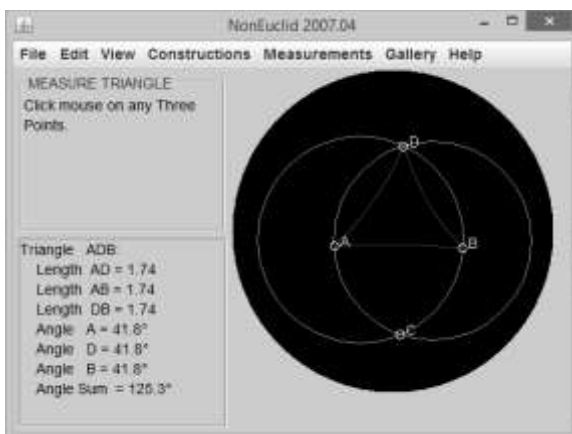 NonEuclid 2007.04
File Edit View Constructions Measurements Gallery Help
MEASURE TRIANGLE
Click mouse on any Three
Points.
Triangle ADB:
Length AD = 1.74
Length AB = 1.74
Length DB = 1.74
Angle A = 41.8°
Angle D = 41.8°
Angle B = 41.8°
Angle Sum = 125.3°
D
A
B
C